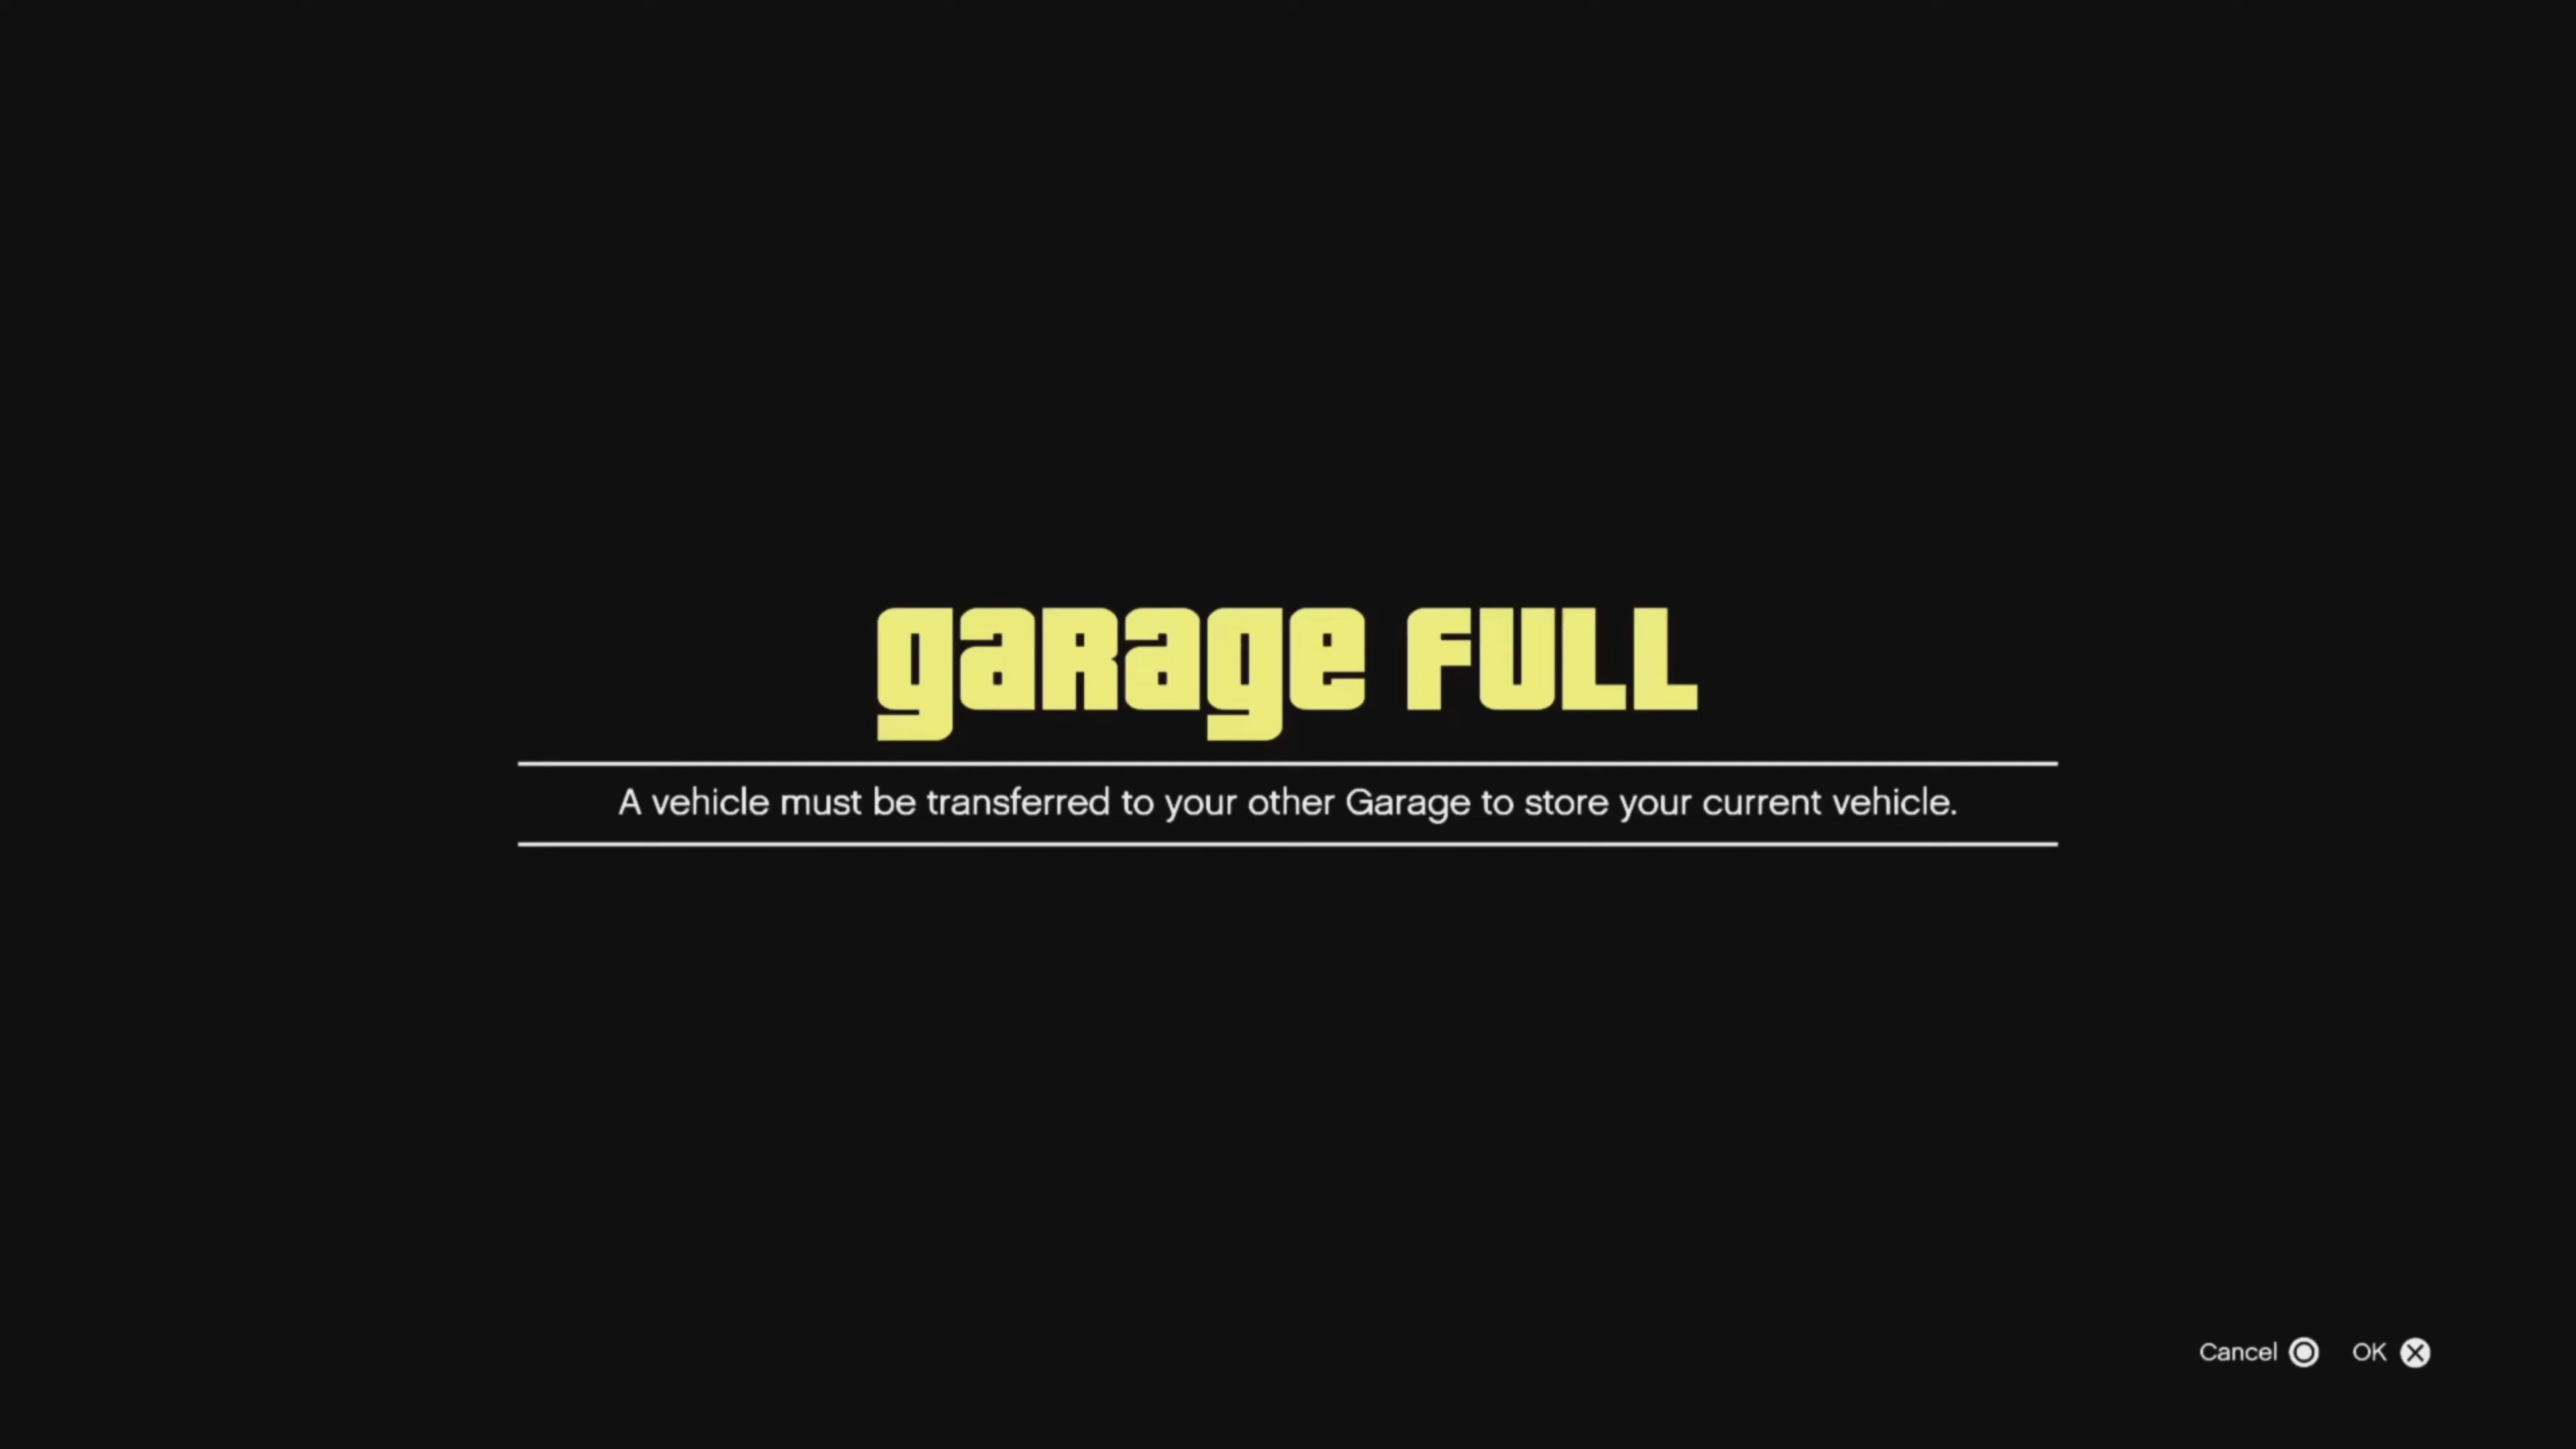 garage FULL
A vehicle must be transferred to your other Garage to store your current vehicle.
Cancel OK